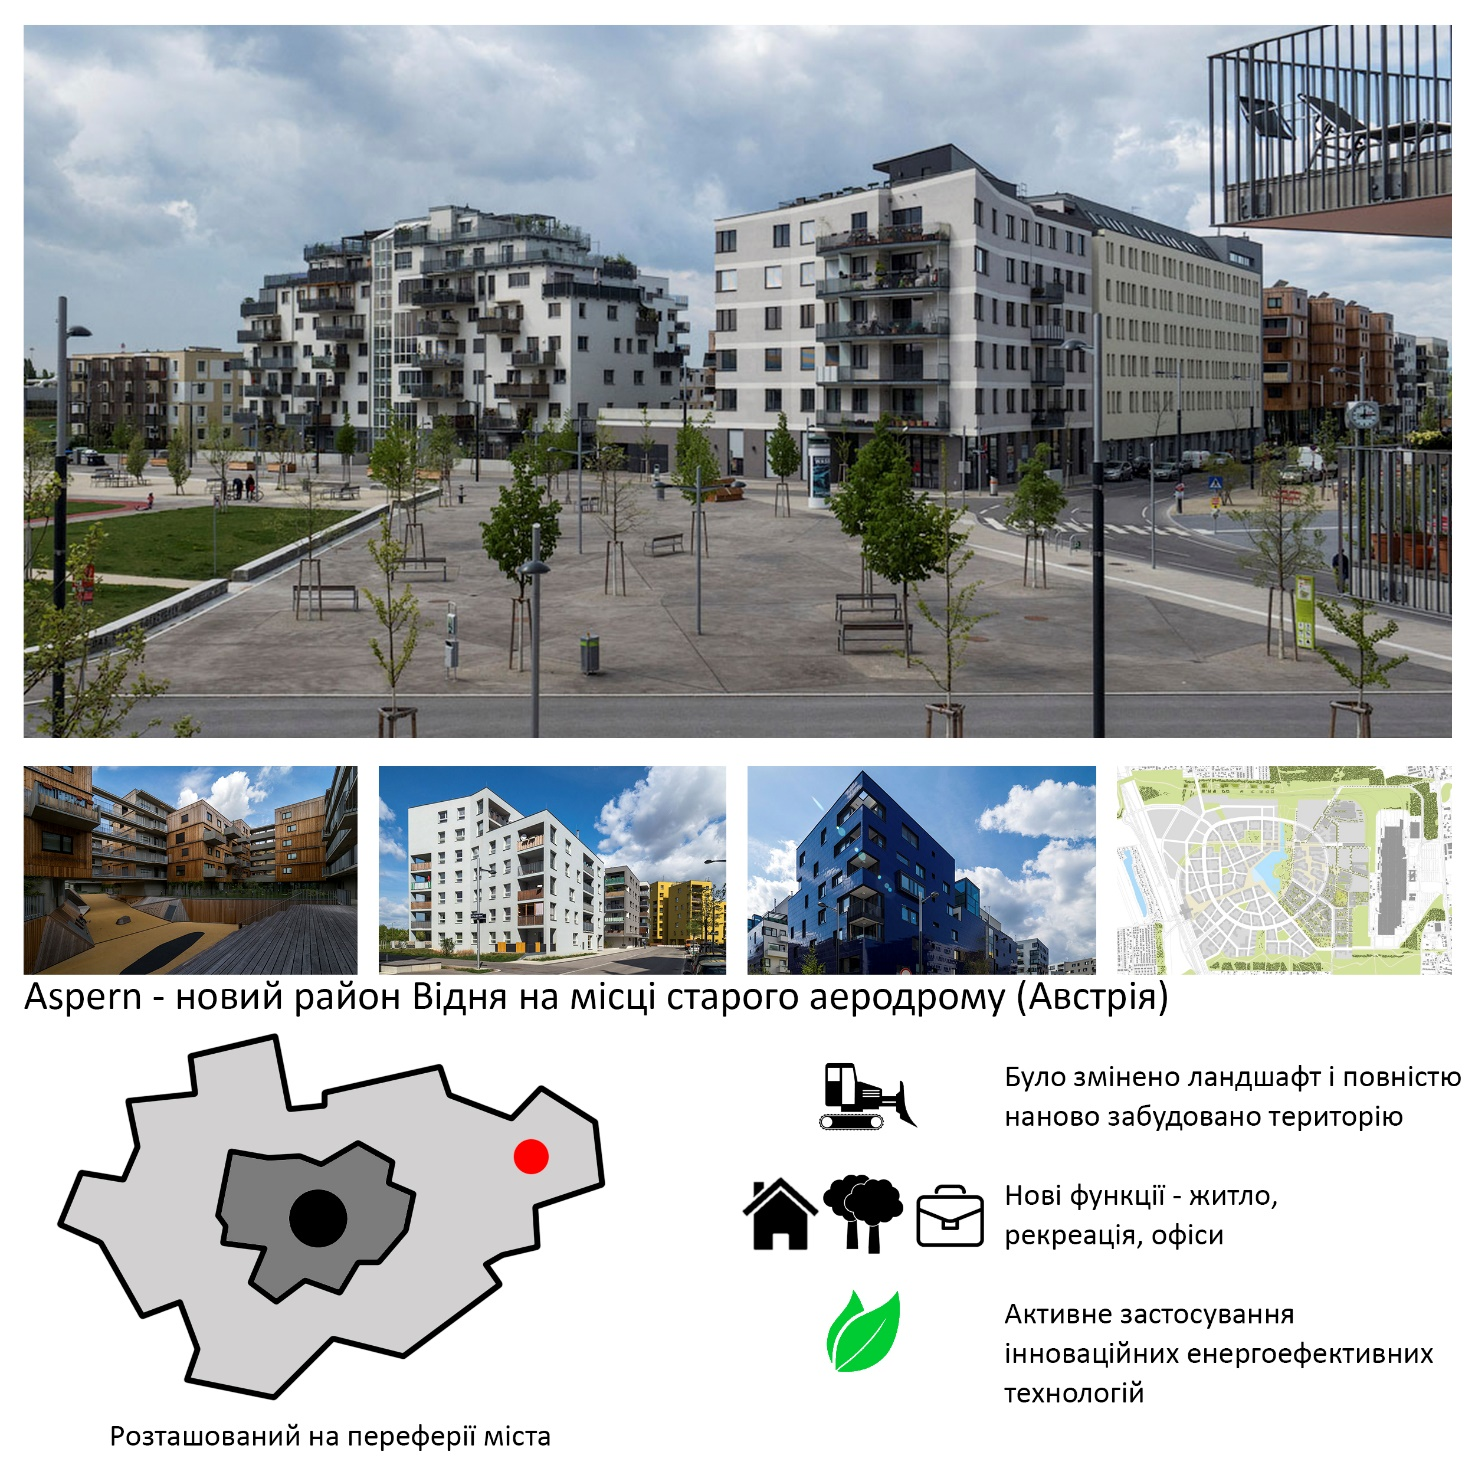 Aspern - новий район Відня на місці старого аеродрому (Австрія)
Було змінено ландшафт і повністю
наново забудовано територію
Нові функції - житло,
рекреація, офіси
Активне застосування
інноваційних енергоефективних
технологій
Розташований на переферії міста